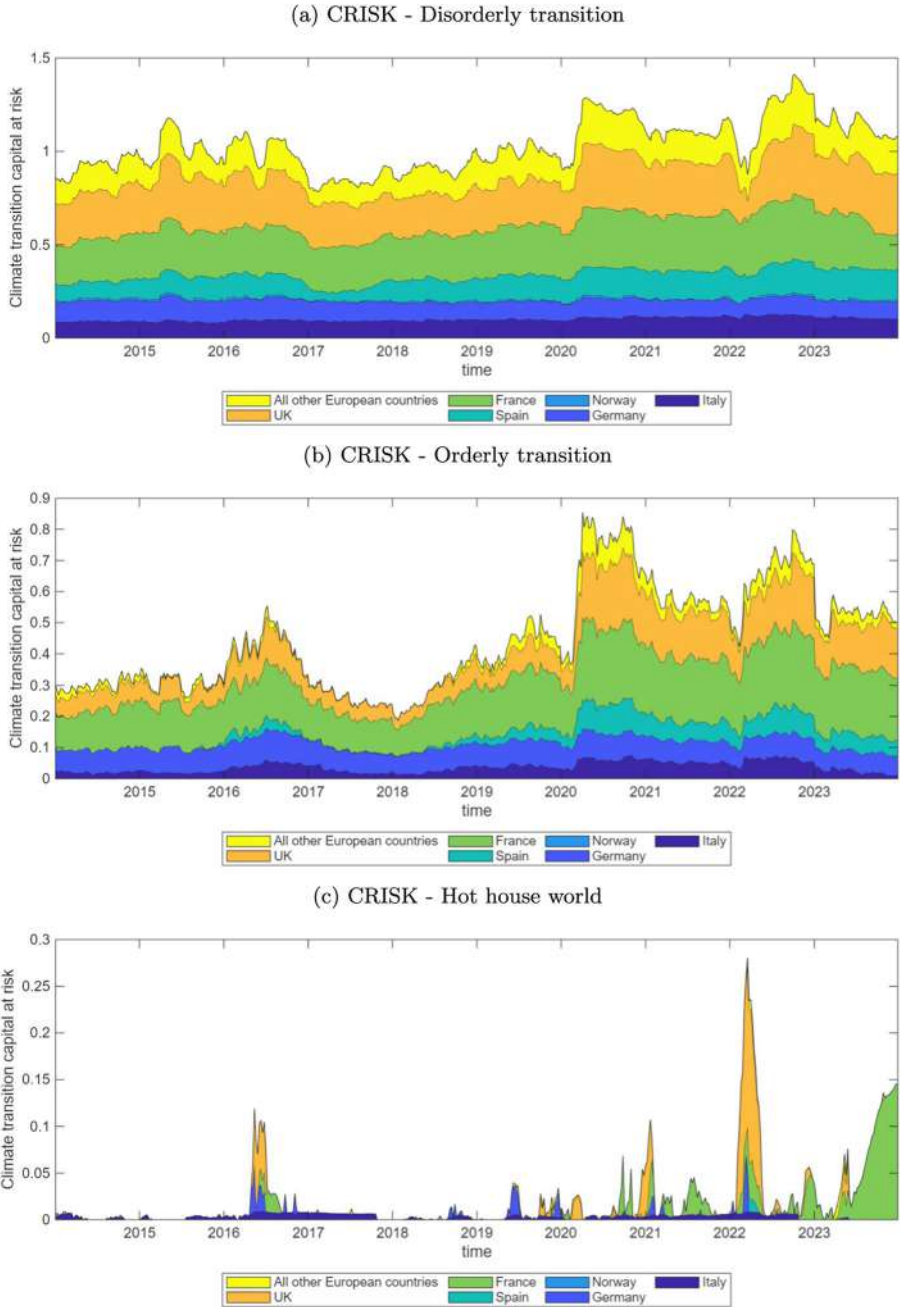 (a) CRISK - Disorderly transition
1.5
1
0.5
0
Climate transition capital at risk
2015 2016 2017 2018 2019 2020 2021 2022 2023
time
All other European countries France Norway Italy
UK Spain Germany
(b) CRISK - Orderly transition
0.9
0.8
0.7
0.6
0.5
0.4
0.3
0.2
0.1
0
Climate transition capital at risk
2015 2016 2017 2018 2019 2020 2021 2022 2023
time
All other European countries France Norway Italy
UK Spain Germany
(c) CRISK - Hot house world
0.3
0.25
0.2
0.15
0.1
0.05
0
Climate transition capital at risk
2015 2016 2017 2018 2019 2020 2021 2022 2023
time
All other European countries France Norway Italy
UK Spain Germany